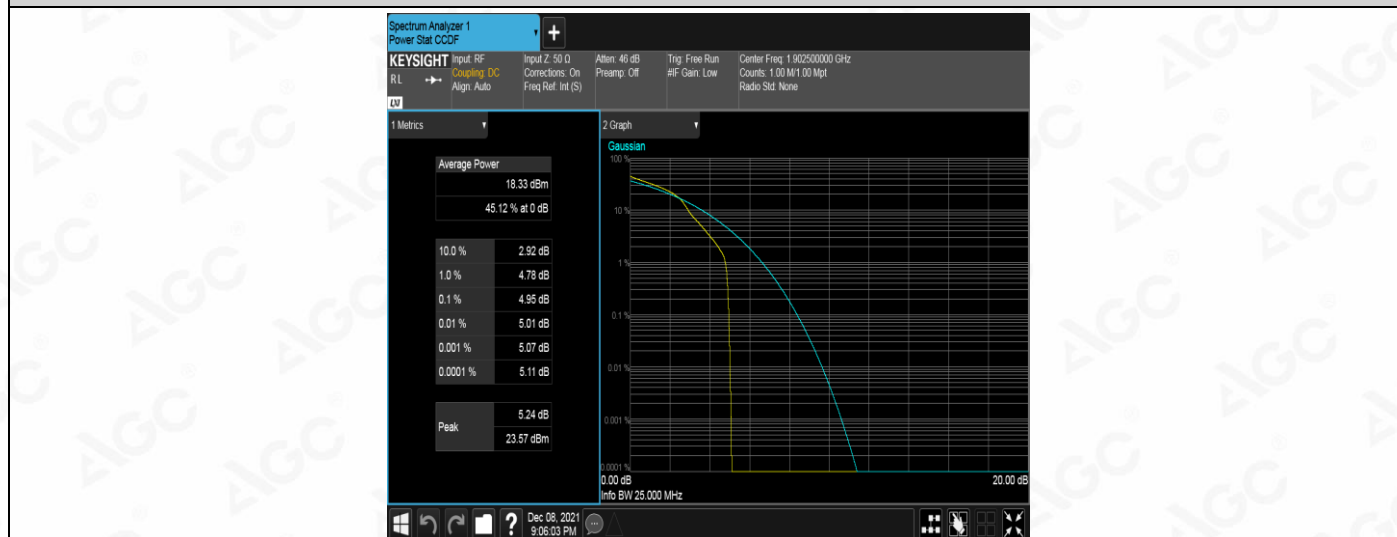 Spectrum Analyzer 1
Power Stat CCDF
+
KEYSIGHT
RL
LXI
Input: RF
Coupling: DC
Align: Auto
Input Z: 50 Ω
Corrections: On
Freq Ref: Int (S)
Atten: 46 dB
Preamp: Off
Trig: Free Run
#IF Gain: Low
Center Freq: 1.902500000 GHz
Counts: 1.00 M/1.00 Mpt
Radio Std: None
1 Metrics
Average Power
18.33 dBm
45.12 % at 0 dB
10.0 % 2.92 dB
1.0 % 4.78 dB
0.1 % 4.95 dB
0.01 % 5.01 dB
0.001 % 5.07 dB
0.0001 % 5.11 dB
Peak
5.24 dB
23.57 dBm
2 Graph
Gaussian
100 %
10 %
1 %
0.1 %
0.01 %
0.001 %
0.0001 %
0.00 dB 20.00 dB
Info BW 25.000 MHz
? Dec 08, 2021
9:06:03 PM
AGC